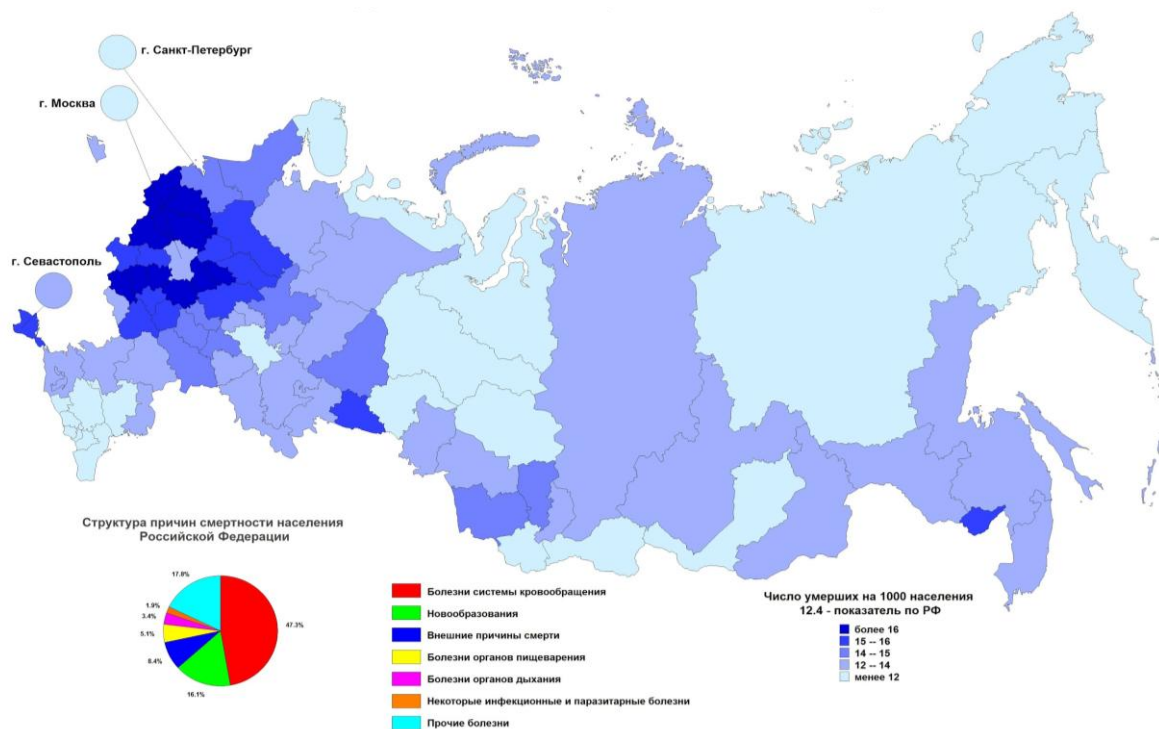 г. Санкт-Петербург
г. Москва
г. Севастополь
Структура причин смертности населения
Российской Федерации
17.8%
1.9%
3.4%
5.1%
8.4%
16.1%
47.3%
Болезни системы кровообращения
Новообразования
Внешние причины смерти
Болезни органов пищеварения
Болезни органов дыхания
Некоторые инфекционные и паразитарные болезни
Прочие болезни
Число умерших на 1000 населения
12.4 - показатель по РФ
более 16
15 -- 16
14 -- 15
12 -- 14
менее 12